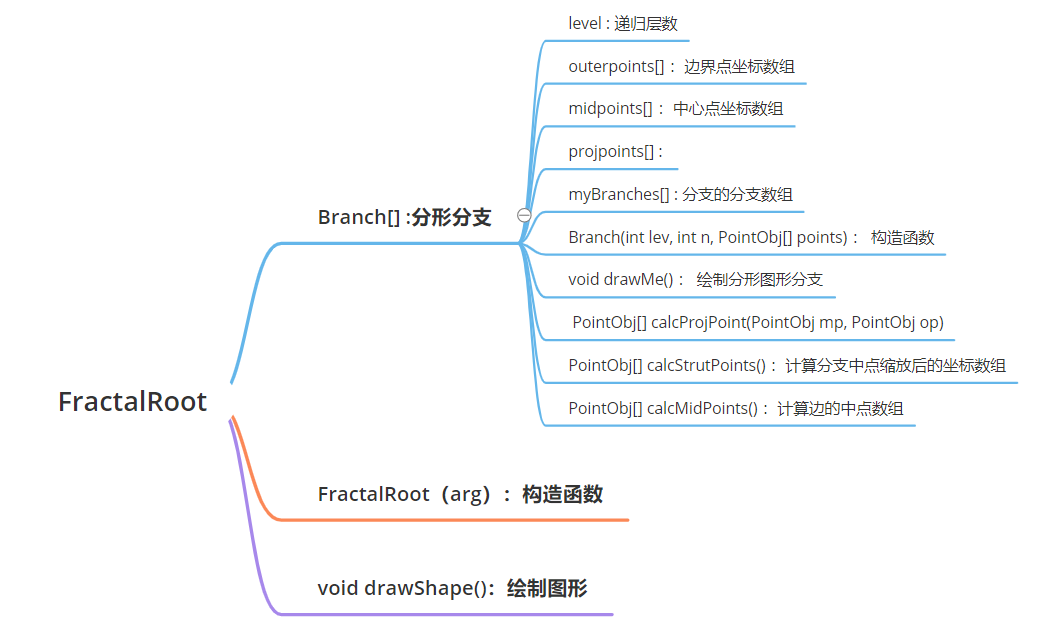 level : 递归层数
outerpoints[] : 边界点坐标数组
midpoints[] : 中心点坐标数组
projpoints[] :
myBranches[] : 分支的分支数组
Branch[] :分形分支
Branch(int lev, int n, PointObj[] points) : 构造函数
void drawMe() : 绘制分形图形分支
PointObj[] calcProjPoint(PointObj mp, PointObj op)
PointObj[] calcStrutPoints() : 计算分支中点缩放后的坐标数组
PointObj[] calcMidPoints() : 计算边的中点数组
FractalRoot
FractalRoot（arg）: 构造函数
void drawShape(): 绘制图形